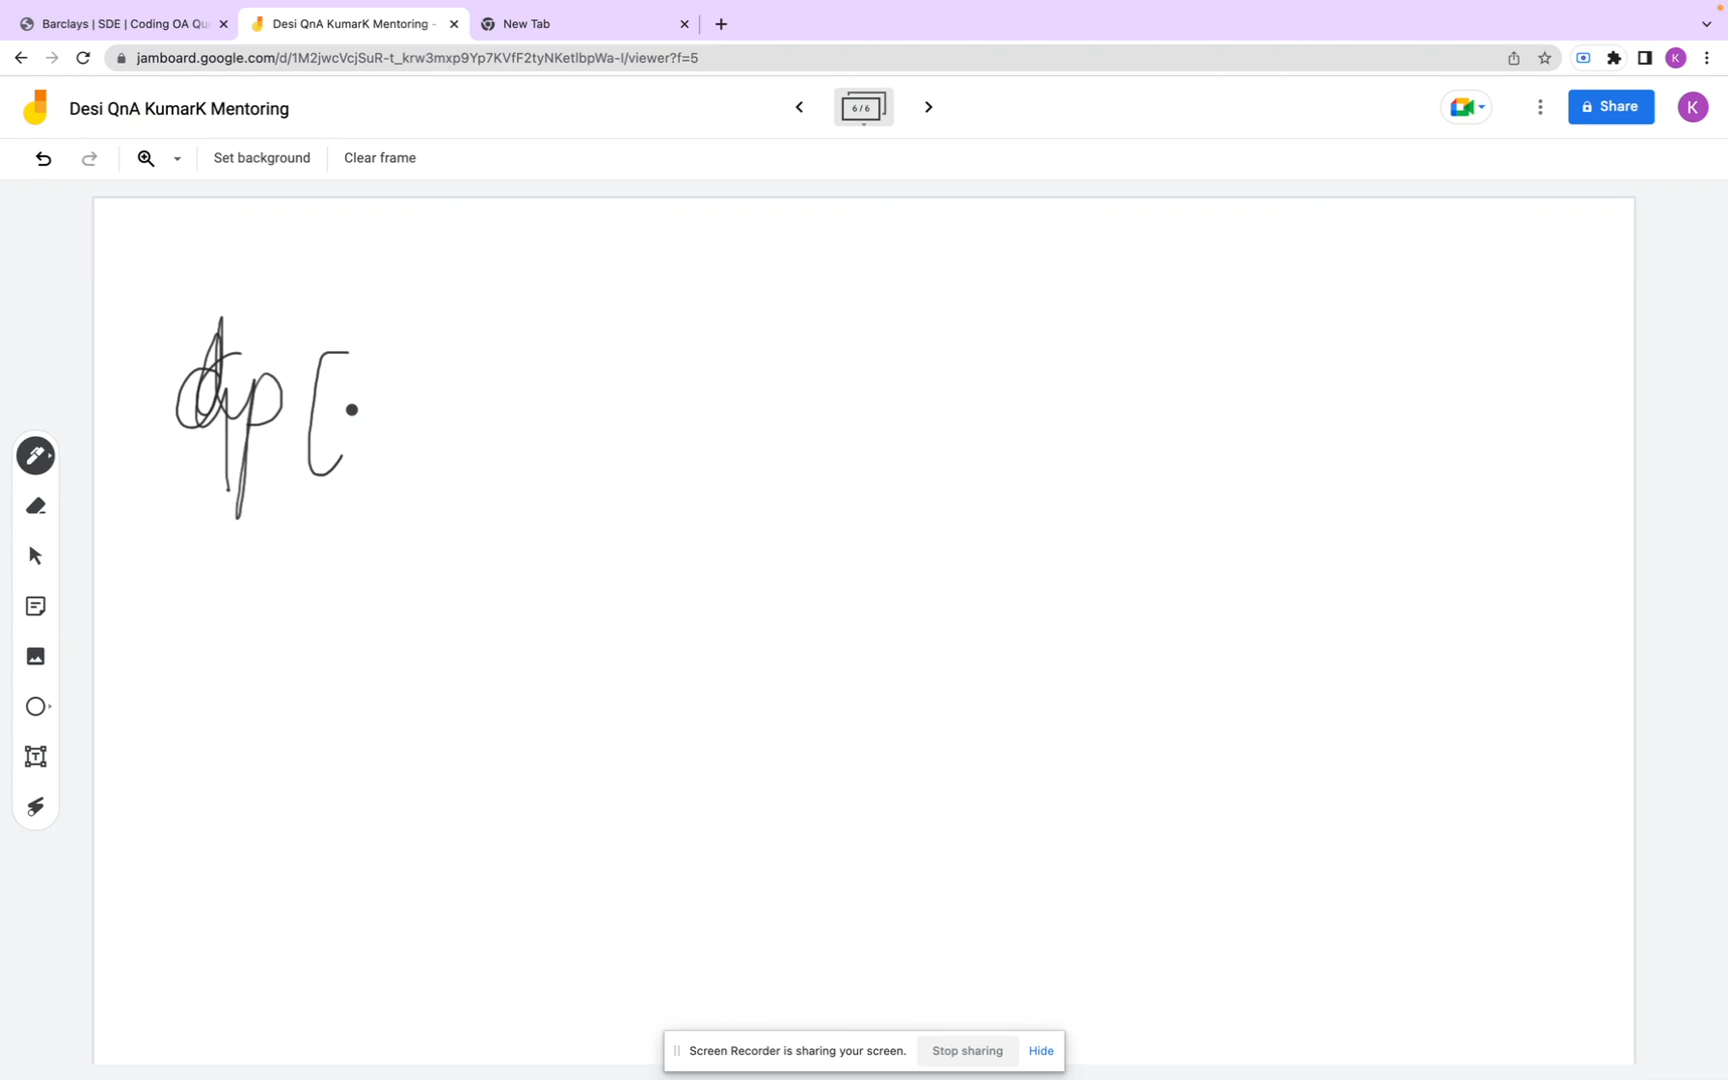 Barclays | SDE | Coding OA Qu
Desi QnA KumarK Mentoring -
New Tab
jamboard.google.com/d/1M2jwcVcjSuR-t_krw3mxp9Yp7KVfF2tyNKetlbpWa-I/viewer?f=5
K
Desi QnA KumarK Mentoring
6 / 6
Share
K
Set background
Clear frame
dp [
Screen Recorder is sharing your screen.
Stop sharing
Hide